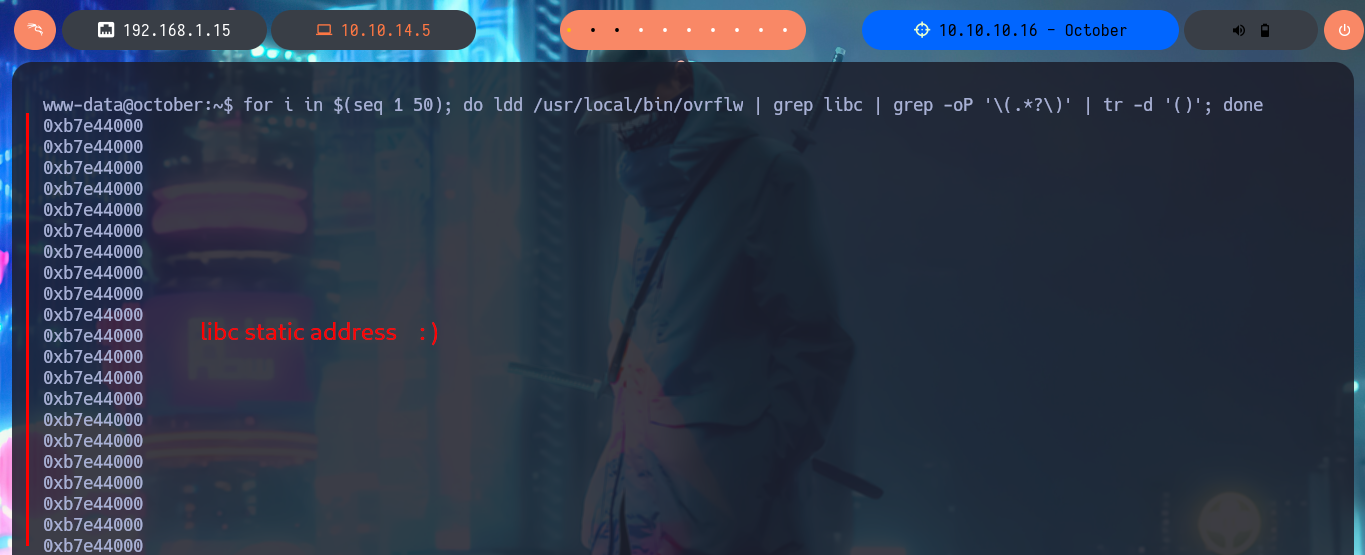 192.168.1.15 10.10.14.5 10.10.10.16 - October
www-data@october:~$ for i in $(seq 1 50); do ldd /usr/local/bin/ovrflw | grep libc | grep -oP '\(.*?\)' | tr -d '()'; done
0xb7e44000
0xb7e44000
0xb7e44000
0xb7e44000
0xb7e44000
0xb7e44000
0xb7e44000
0xb7e44000
0xb7e44000
0xb7e44000
0xb7e44000 libc static address : )
0xb7e44000
0xb7e44000
0xb7e44000
0xb7e44000
0xb7e44000
0xb7e44000
0xb7e44000
0xb7e44000
0xb7e44000
0xb7e44000